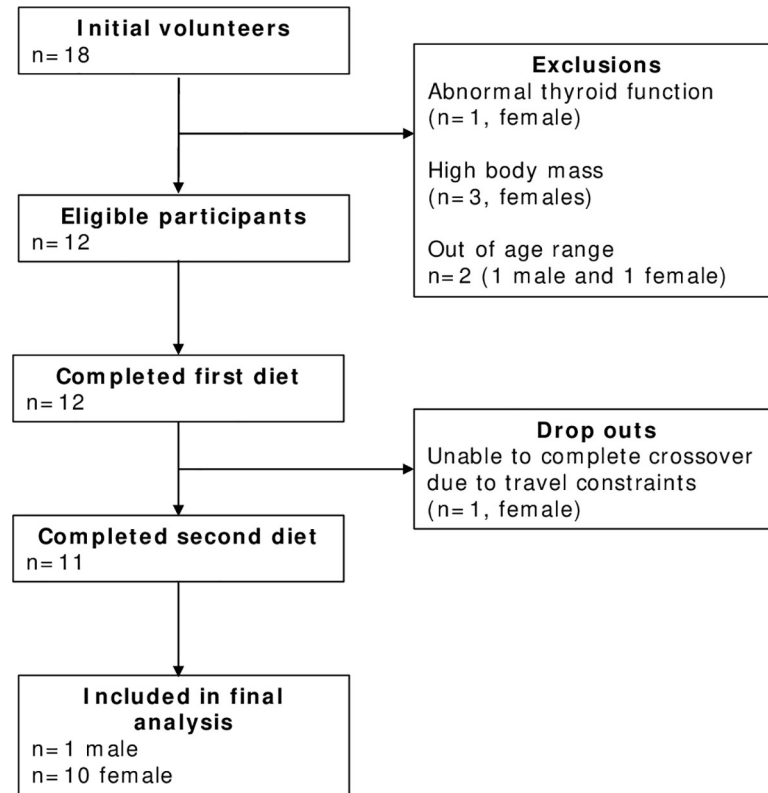 Initial volunteers
n=18
Exclusions
Abnormal thyroid function
(n=1, female)
High body mass
(n=3, females)
Out of age range
n=2 (1 male and 1 female)
Eligible participants
n=12
Completed first diet
n=12
Drop outs
Unable to complete crossover
due to travel constraints
(n=1, female)
Completed second diet
n=11
Included in final
analysis
n=1 male
n=10 female